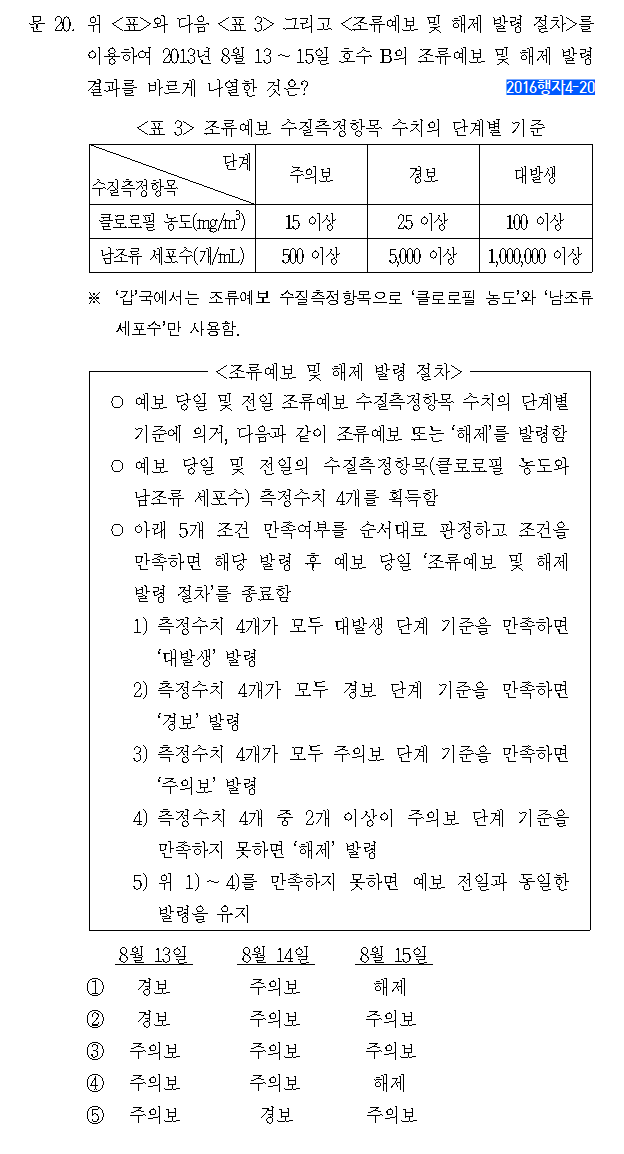 문 20. 위 <표>와 다음 <표 3> 그리고 <조류예보 및 해제 발령 절차>를
이용하여 2013년 8월 13 ~ 15일 호수 B의 조류예보 및 해제 발령
결과를 바르게 나열한 것은?
2016행자4-20
<표 3> 조류예보 수질측정항목 수치의 단계별 기준
단계
수질측정항목
주의보 경보 대발생
클로로필 농도(mg/m³) 15 이상 25 이상 100 이상
남조류 세포수(개/mL) 500 이상 5,000 이상 1,000,000 이상
※ ‘갑’국에서는 조류예보 수질측정항목으로 ‘클로로필 농도’와 ‘남조류
세포수’만 사용함.
<조류예보 및 해제 발령 절차>
○ 예보 당일 및 전일 조류예보 수질측정항목 수치의 단계별
기준에 의거, 다음과 같이 조류예보 또는 ‘해제’를 발령함
○ 예보 당일 및 전일의 수질측정항목(클로로필 농도와
남조류 세포수) 측정수치 4개를 획득함
○ 아래 5개 조건 만족여부를 순서대로 판정하고 조건을
만족하면 해당 발령 후 예보 당일 ‘조류예보 및 해제
발령 절차’를 종료함
1) 측정수치 4개가 모두 대발생 단계 기준을 만족하면
‘대발생’ 발령
2) 측정수치 4개가 모두 경보 단계 기준을 만족하면
‘경보’ 발령
3) 측정수치 4개가 모두 주의보 단계 기준을 만족하면
‘주의보’ 발령
4) 측정수치 4개 중 2개 이상이 주의보 단계 기준을
만족하지 못하면 ‘해제’ 발령
5) 위 1) ~ 4)를 만족하지 못하면 예보 전일과 동일한
발령을 유지
8월 13일 8월 14일 8월 15일
① 경보 주의보 해제
② 경보 주의보 주의보
③ 주의보 주의보 주의보
④ 주의보 주의보 해제
⑤ 주의보 경보 주의보